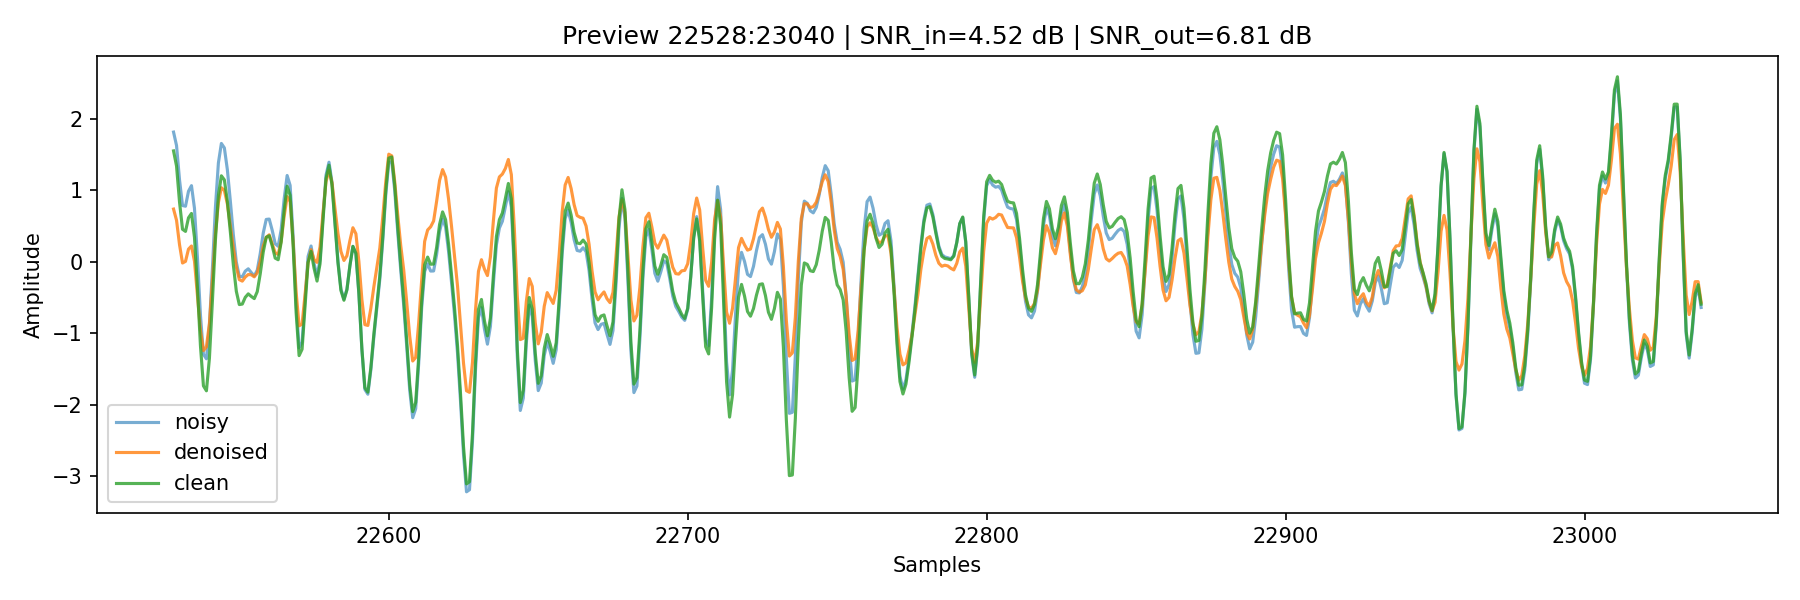 Preview 22528:23040 | SNR_in=4.52 dB | SNR_out=6.81 dB
Amplitude
2
1
0
−1
−2
−3
noisy
denoised
clean
22600 22700 22800 22900 23000
Samples